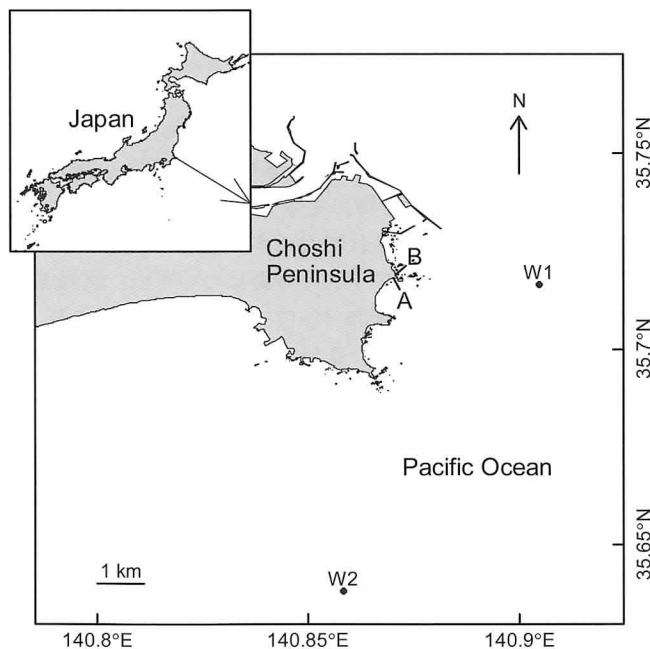 Japan
N
35.75°N
Choshi
Peninsula
B
W1
A
35.7°N
Pacific Ocean
35.65°N
1 km
W2
140.8°E
140.85°E
140.9°E